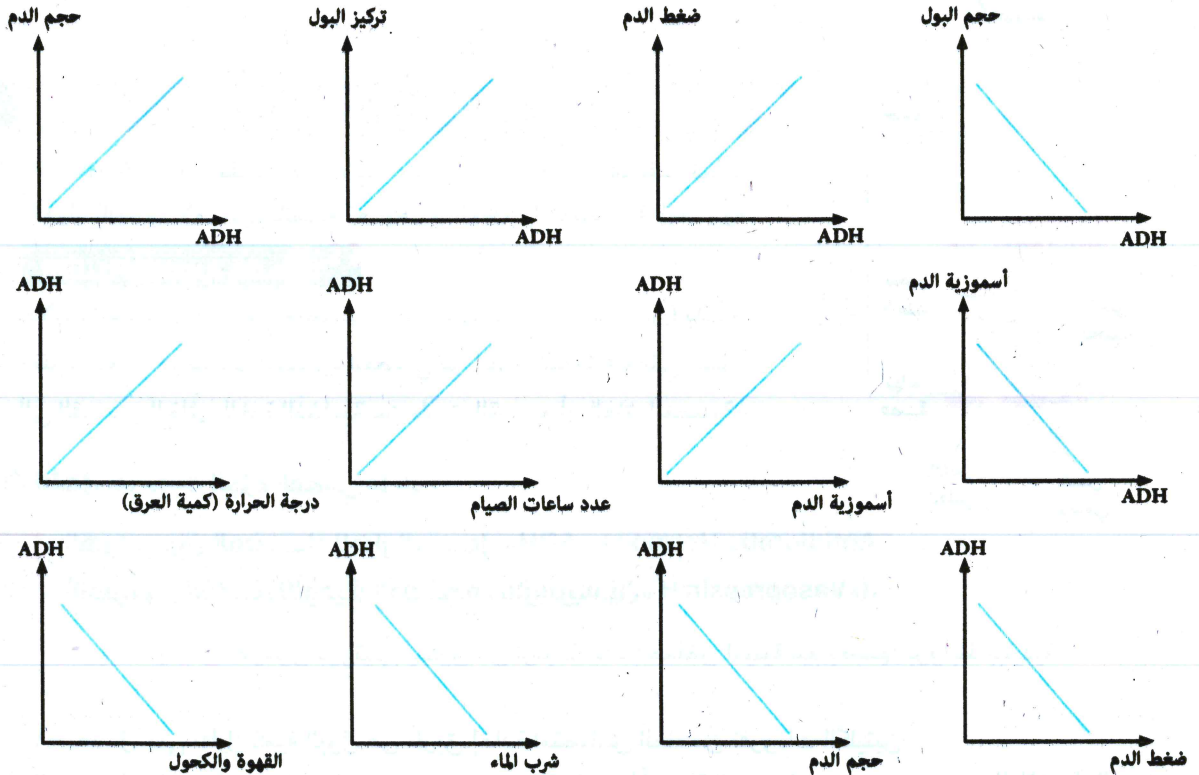 حجم البول
ضغط الدم
تركيز البول
حجم الدم
ADH
ADH
ADH
ADH
أسموزية الدم
ADH
ADH
ADH
ADH
أسموزية الدم
عدد ساعات الصيام
درجة الحرارة (كمية العرق)
ADH
ADH
ADH
ADH
ضغط الدم
حجم الدم
شرب الماء
القهوة والكحول